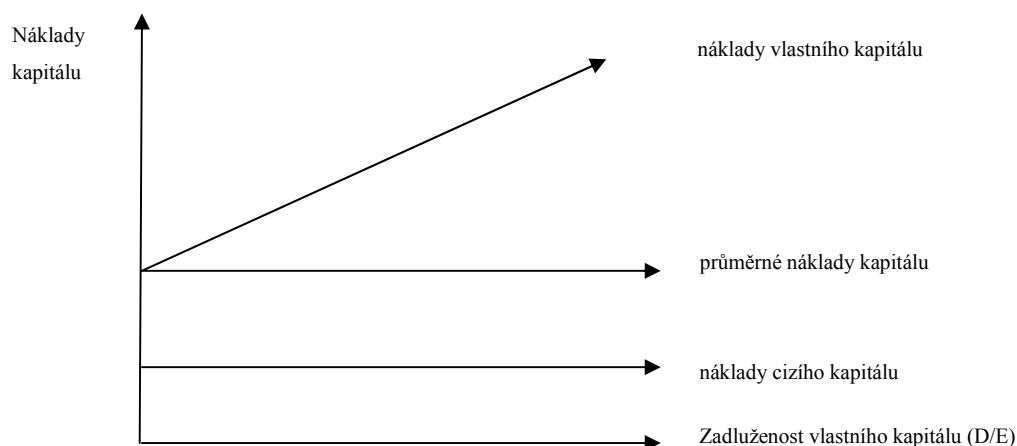 Náklady
kapitálu
náklady vlastního kapitálu
průměrné náklady kapitálu
náklady cizího kapitálu
Zadluženost vlastního kapitálu (D/E)